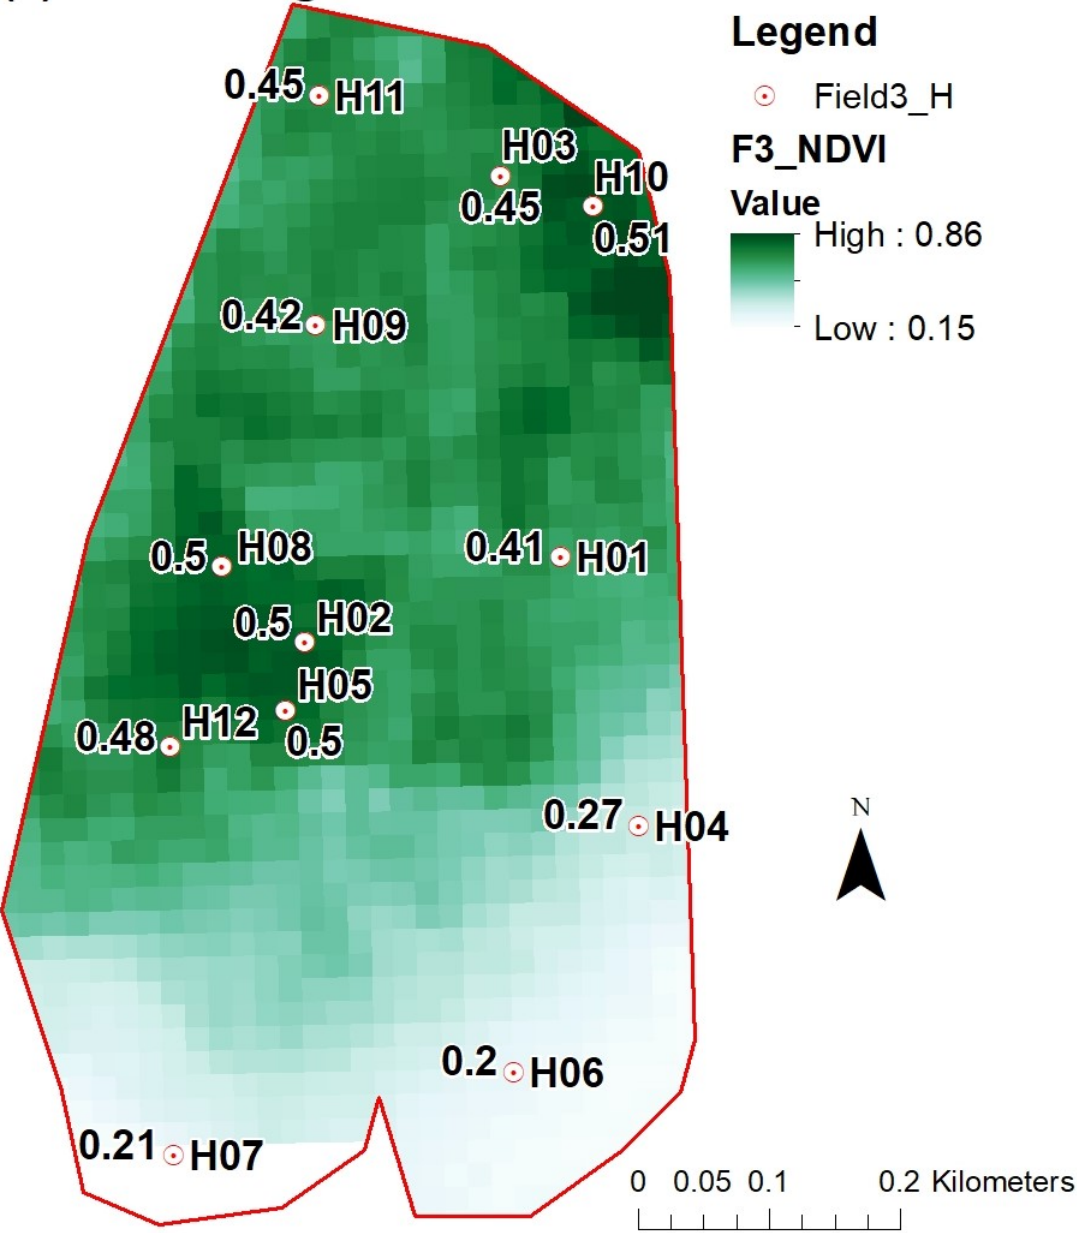 Legend
Field3_H
F3_NDVI
Value
High : 0.86
Low : 0.15
0.45 H11
H03
0.45
H10
0.51
0.42 H09
0.5 H08
0.41 H01
0.5 H02
H05
0.5
0.48 H12
0.27 H04
N
0.2 H06
0.21 H07
0 0.05 0.1 0.2 Kilometers